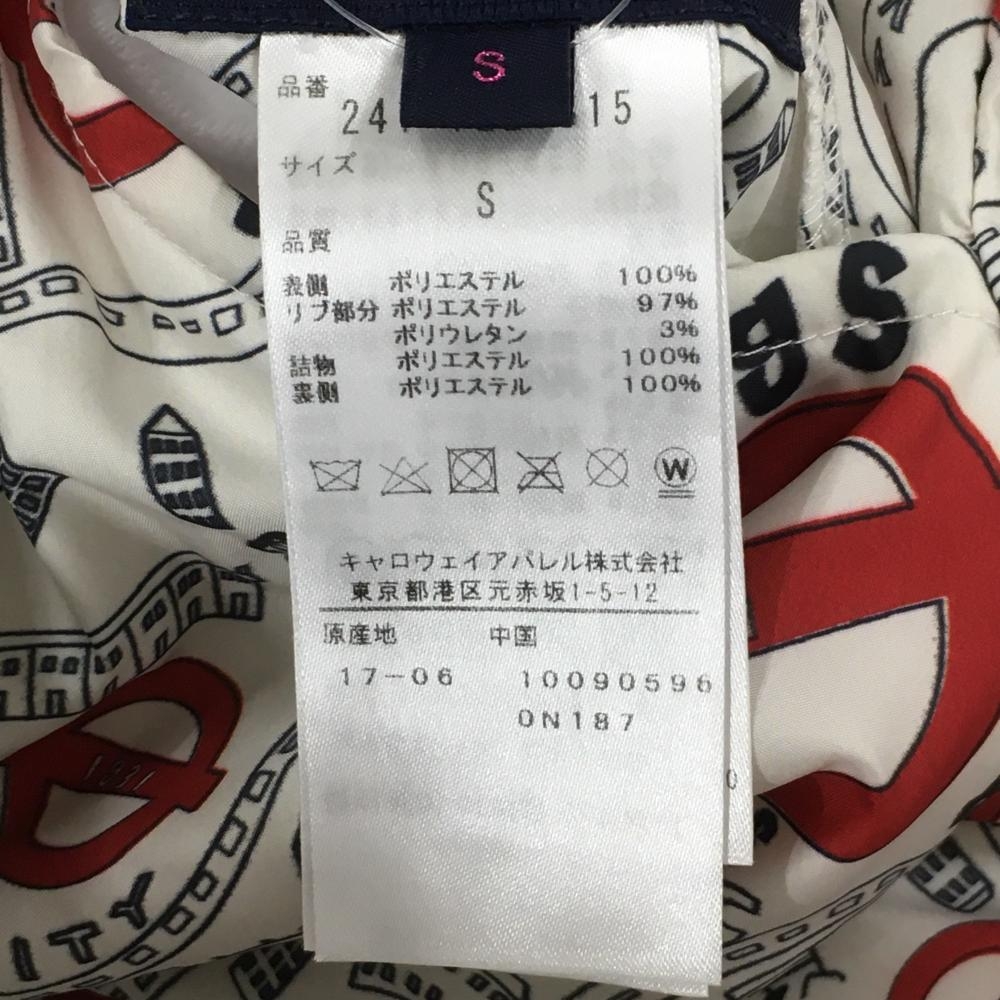 S
品番
15
サイズ
S
品質
表側 ポリエステル 100%
リブ部分 ポリエステル 97%
ポリウレタン 3%
詰物 ポリエステル 100%
裏側 ポリエステル 100%
W
キャロウェイアパレル株式会社
東京都港区元赤坂1-5-12
原産地 中国
17-06 10090596
0N187
gs
1831
ITY
0